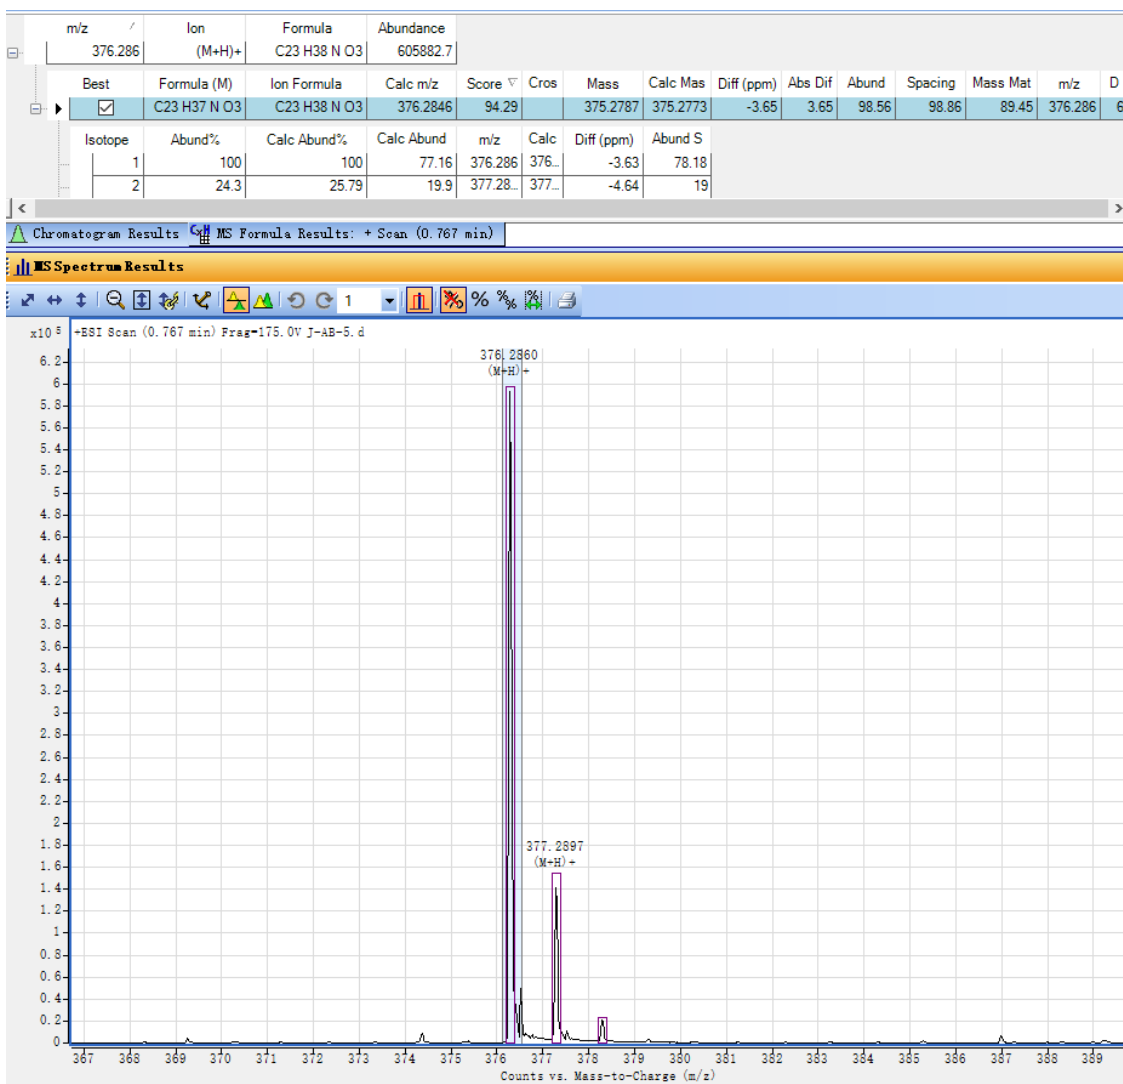 m/z / Ion Formula Abundance
376.286 (M+H)+ C23 H38 N O3 605882.7
Best Formula (M) Ion Formula Calc m/z Score Cros Mass Calc Mas Diff (ppm) Abs Dif Abund Spacing Mass Mat m/z D
C23 H37 N O3 C23 H38 N O3 376.2846 94.29 375.2787 375.2773 -3.65 3.65 98.56 98.86 89.45 376.286 6
Isotope Abund% Calc Abund% Calc Abund m/z Calc Diff (ppm) Abund S
1 100 100 77.16 376.286 376... -3.63 78.18
2 24.3 25.79 19.9 377.28... 377... -4.64 19
Chromatogram Results MS Formula Results: + Scan (0.767 min)
MS Spectrum Results
1
x10 5 +ESI Scan (0.767 min) Frag=175.0V J-AB-5.d
376.2860
(M+H)+
6.2
6
5.8
5.6
5.4
5.2
5
4.8
4.6
4.4
4.2
4
3.8
3.6
3.4
3.2
3
2.8
2.6
2.4
2.2
2
1.8
377.2897
(M+H)+
1.6
1.4
1.2
1
0.8
0.6
0.4
0.2
0
367 368 369 370 371 372 373 374 375 376 377 378 379 380 381 382 383 384 385 386 387 388 389
Counts vs. Mass-to-Charge (m/z)